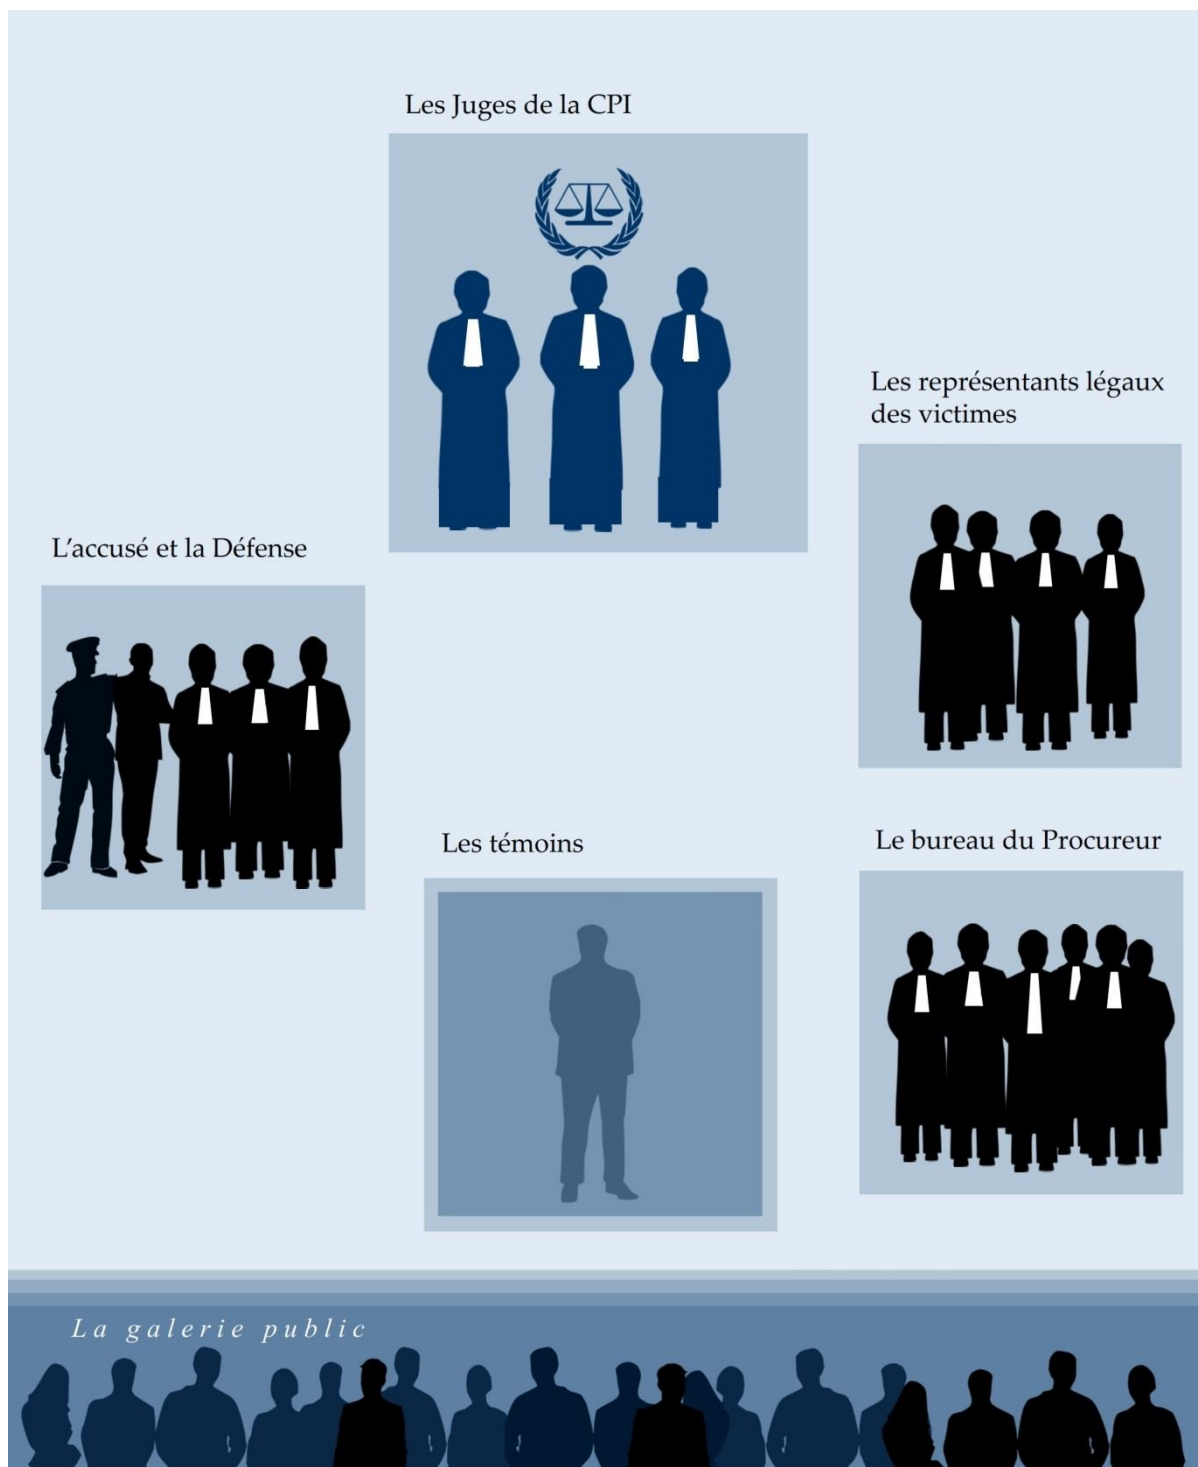 Les Juges de la CPI
Les représentants légaux
des victimes
L'accusé et la Défense
Les témoins
Le bureau du Procureur
La galerie public